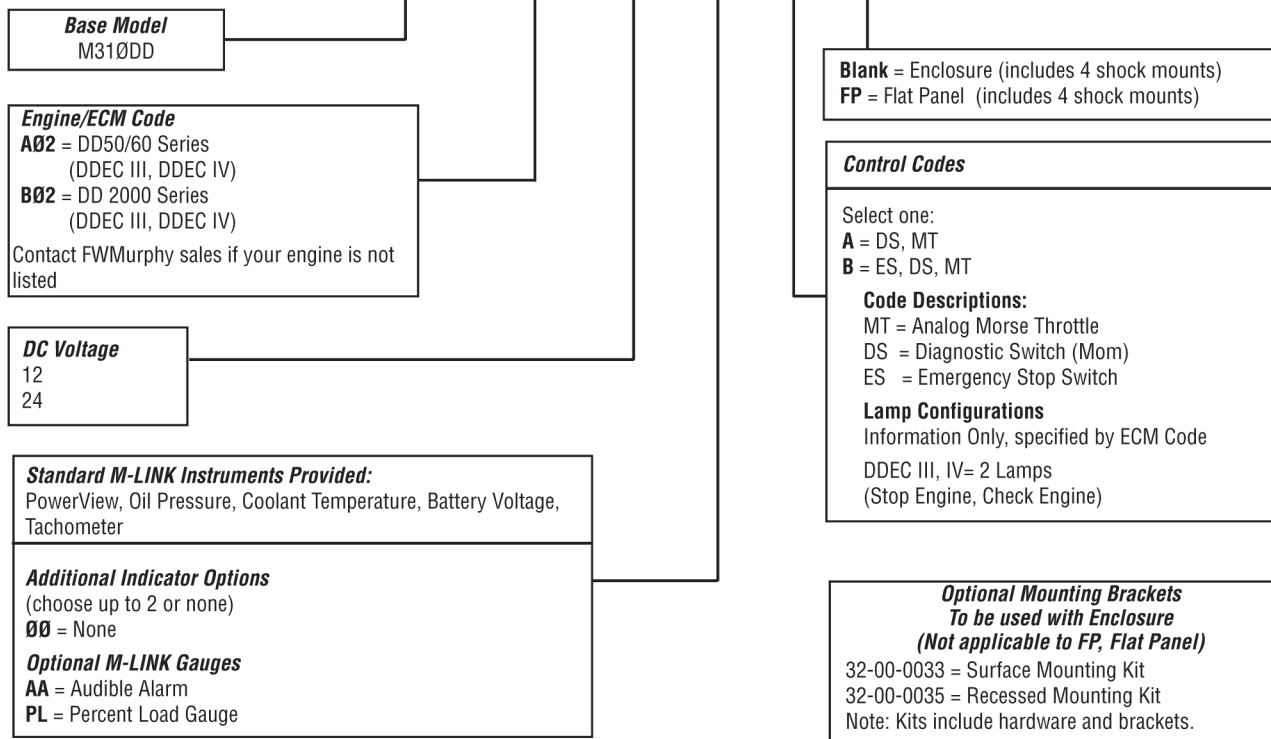 Base Model
M31ØDD
Engine/ECM Code
AØ2 = DD50/60 Series
(DDEC III, DDEC IV)
BØ2 = DD 2000 Series
(DDEC III, DDEC IV)
Contact FWMurphy sales if your engine is not
listed
DC Voltage
12
24
Standard M-LINK Instruments Provided:
PowerView, Oil Pressure, Coolant Temperature, Battery Voltage,
Tachometer
Additional Indicator Options
(choose up to 2 or none)
ØØ = None
Optional M-LINK Gauges
AA = Audible Alarm
PL = Percent Load Gauge
Blank = Enclosure (includes 4 shock mounts)
FP = Flat Panel (includes 4 shock mounts)
Control Codes
Select one:
A = DS, MT
B = ES, DS, MT
Code Descriptions:
MT = Analog Morse Throttle
DS = Diagnostic Switch (Mom)
ES = Emergency Stop Switch
Lamp Configurations
Information Only, specified by ECM Code
DDEC III, IV= 2 Lamps
(Stop Engine, Check Engine)
Optional Mounting Brackets
To be used with Enclosure
(Not applicable to FP, Flat Panel)
32-00-0033 = Surface Mounting Kit
32-00-0035 = Recessed Mounting Kit
Note: Kits include hardware and brackets.